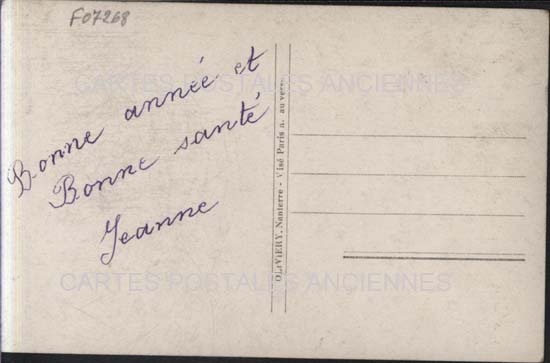 F07268
CARTES POSTALES ANCIENNES
Bonne année et
Bonne santé
Jeanne
OLIVIERY. Nanterre - Visé Paris n. au verso
CARTES POSTALES ANCIENNES